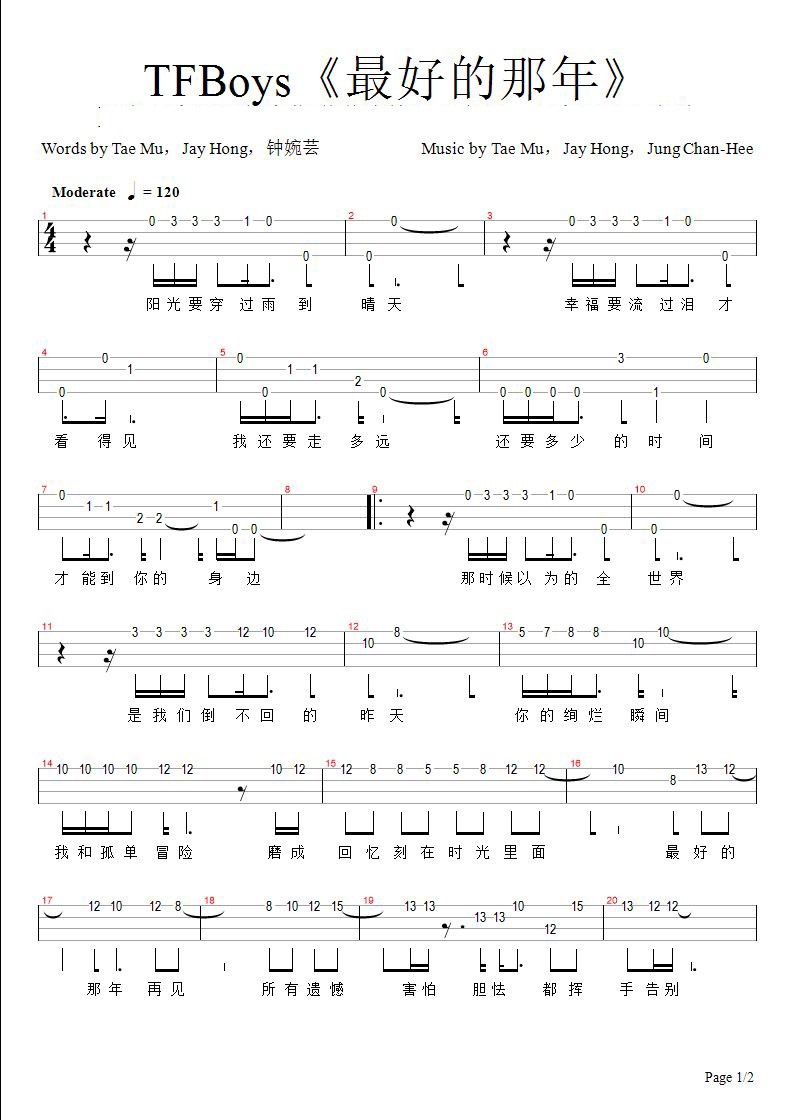 TFBoys《最好的那年》
Words by Tae Mu， Jay Hong， 钟婉芸
Music by Tae Mu， Jay Hong， Jung Chan-Hee
Moderate ♩ = 120
1 2 3
4 4
0 3 3 3 1 0 0 0 0 0 3 3 3 1 0 0
阳光要穿 过雨 到 晴 天 幸福要流 过泪 才
4 5 6
0 0 1 0 0 1 1 2 0 0 0 0 0 3 1 0
看 得 见 我 还 要 走 多 远 还 要 多 少 的 时 间
7 8 9 10
0 1 1 2 2 1 0 0 0 3 3 3 1 0 0 0 0
才 能 到 你 的 身 边 那时候以 为的 全 世 界
11 12 13
3 3 3 3 12 10 12 10 8 5 7 8 8 10 10
是 我 们 倒 不 回 的 昨 天 你 的 绚 烂 瞬 间
14 15 16
10 10 10 10 12 12 10 10 12 8 8 5 5 8 12 12 10 8 13 12
我 和 孤 单 冒 险 磨 成 回 忆 刻 在 时 光 里 面 最 好 的
17 18 19 20
12 10 12 8 8 10 12 15 13 13 13 13 10 12 15 13 12 12
那 年 再 见 所 有 遗 憾 害 怕 胆 怯 都 挥 手 告 别
Page 1/2